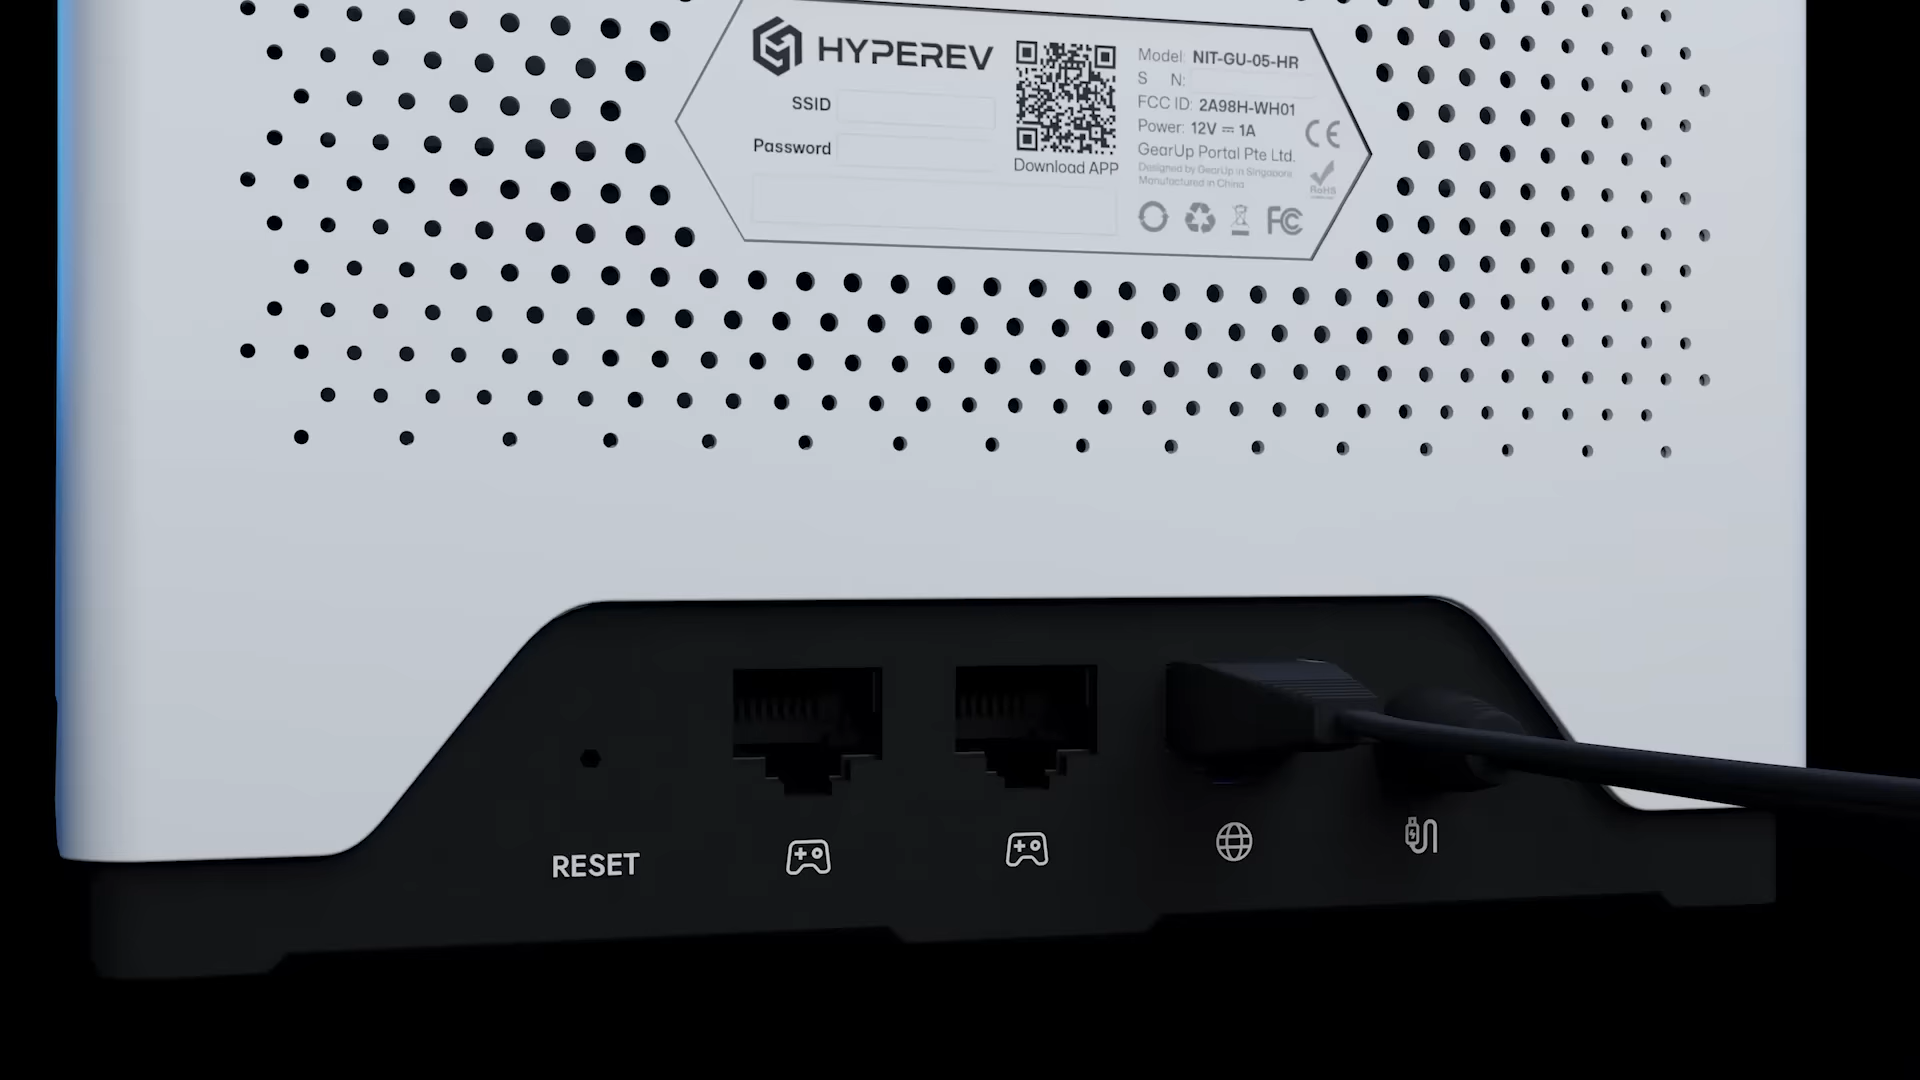 HYPEREV
SSID
Password
Download APP
Model: NIT-GU-05-HR
S N:
FCC ID: 2A98H-WH01
Power: 12V ⎓ 1A
GearUp Portal Pte Ltd.
Designed by GearUp in Singapore
Manufactured in China
CE
RoHS
FC
RESET